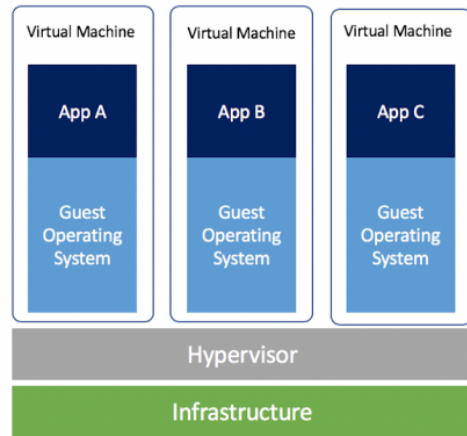 Virtual Machine
Virtual Machine
Virtual Machine
App A
App B
App C
Guest
Operating
System
Guest
Operating
System
Guest
Operating
System
Hypervisor
Infrastructure